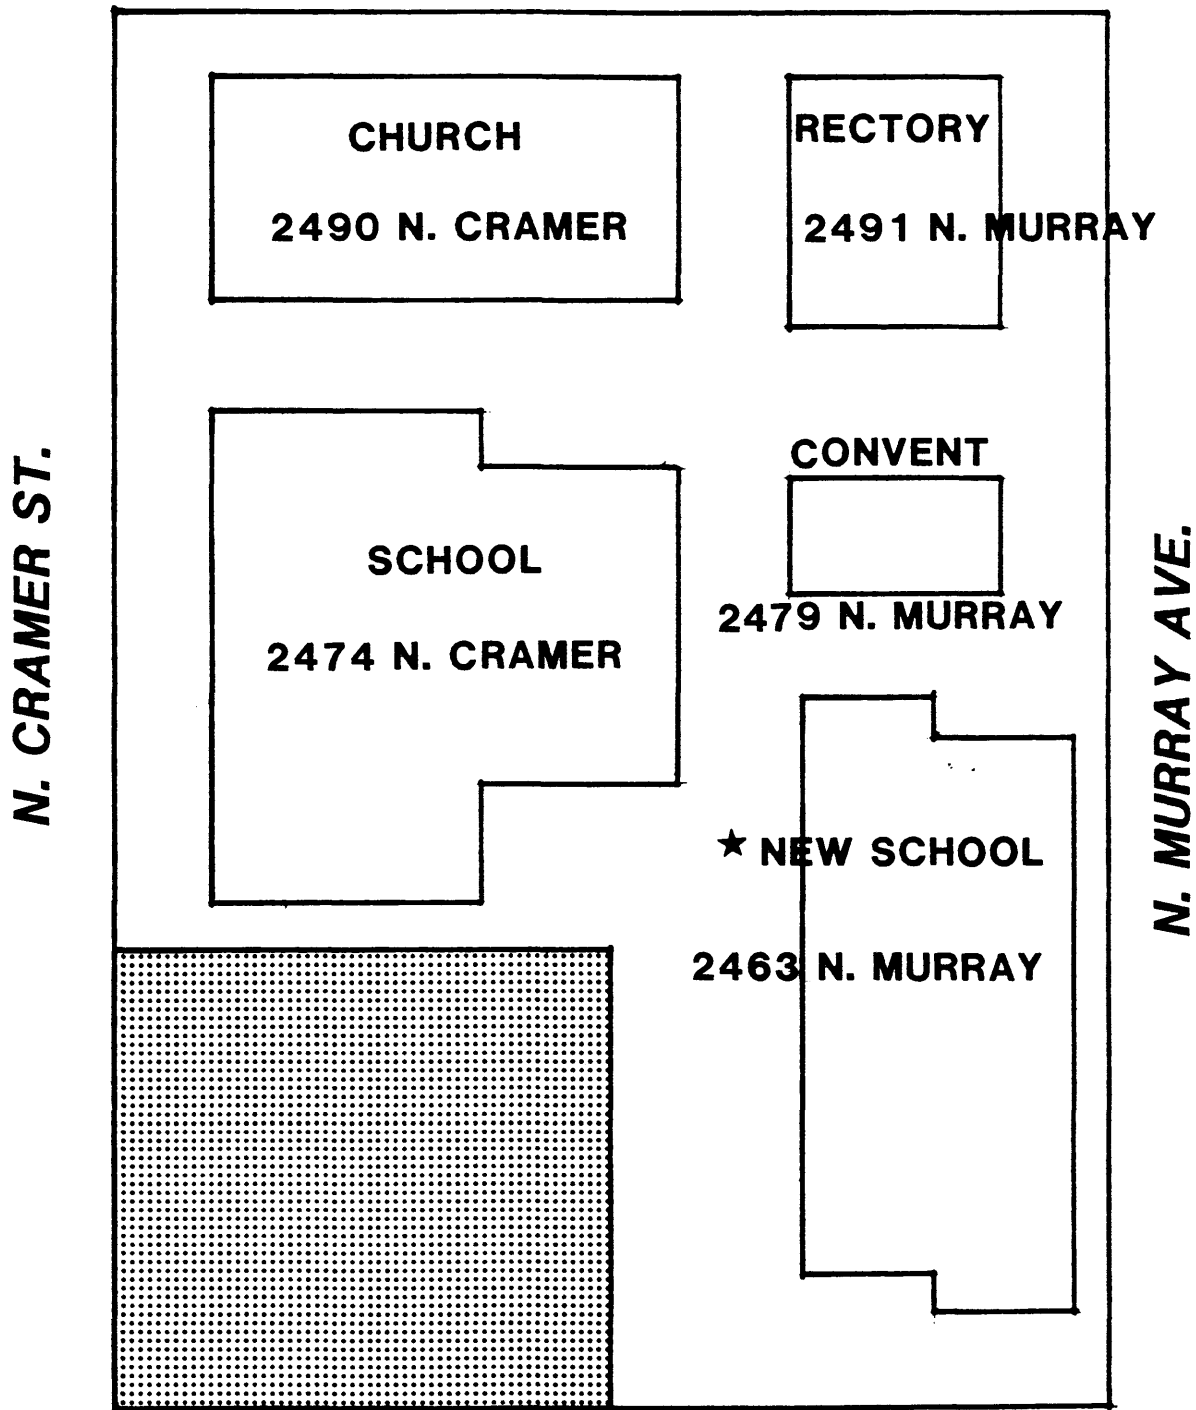 CHURCH
2490 N. CRAMER
RECTORY
2491 N. MURRAY
N. CRAMER ST.
SCHOOL
2474 N. CRAMER
CONVENT
2479 N. MURRAY
N. MURRAY AVE.
★ NEW SCHOOL
2463 N. MURRAY